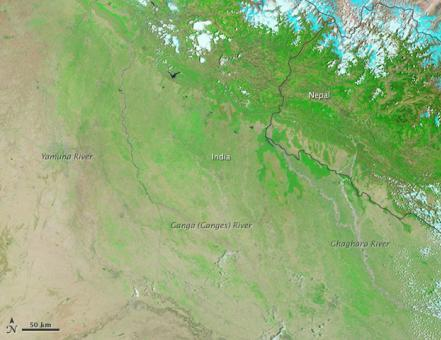 Nepal
Yamuna River
India
Ganga (Ganges) River
Ghaghara River
N
50 km